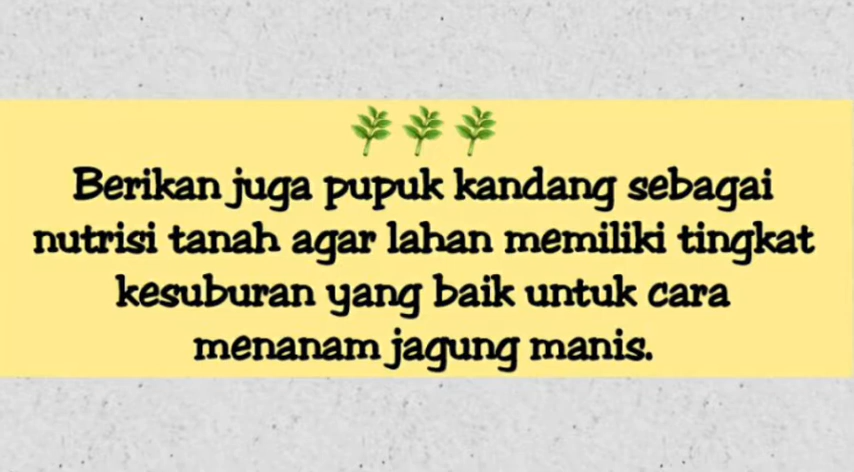 Berikan juga pupuk kandang sebagai
nutrisi tanah agar lahan memiliki tingkat
kesuburan yang baik untuk cara
menanam jagung manis.